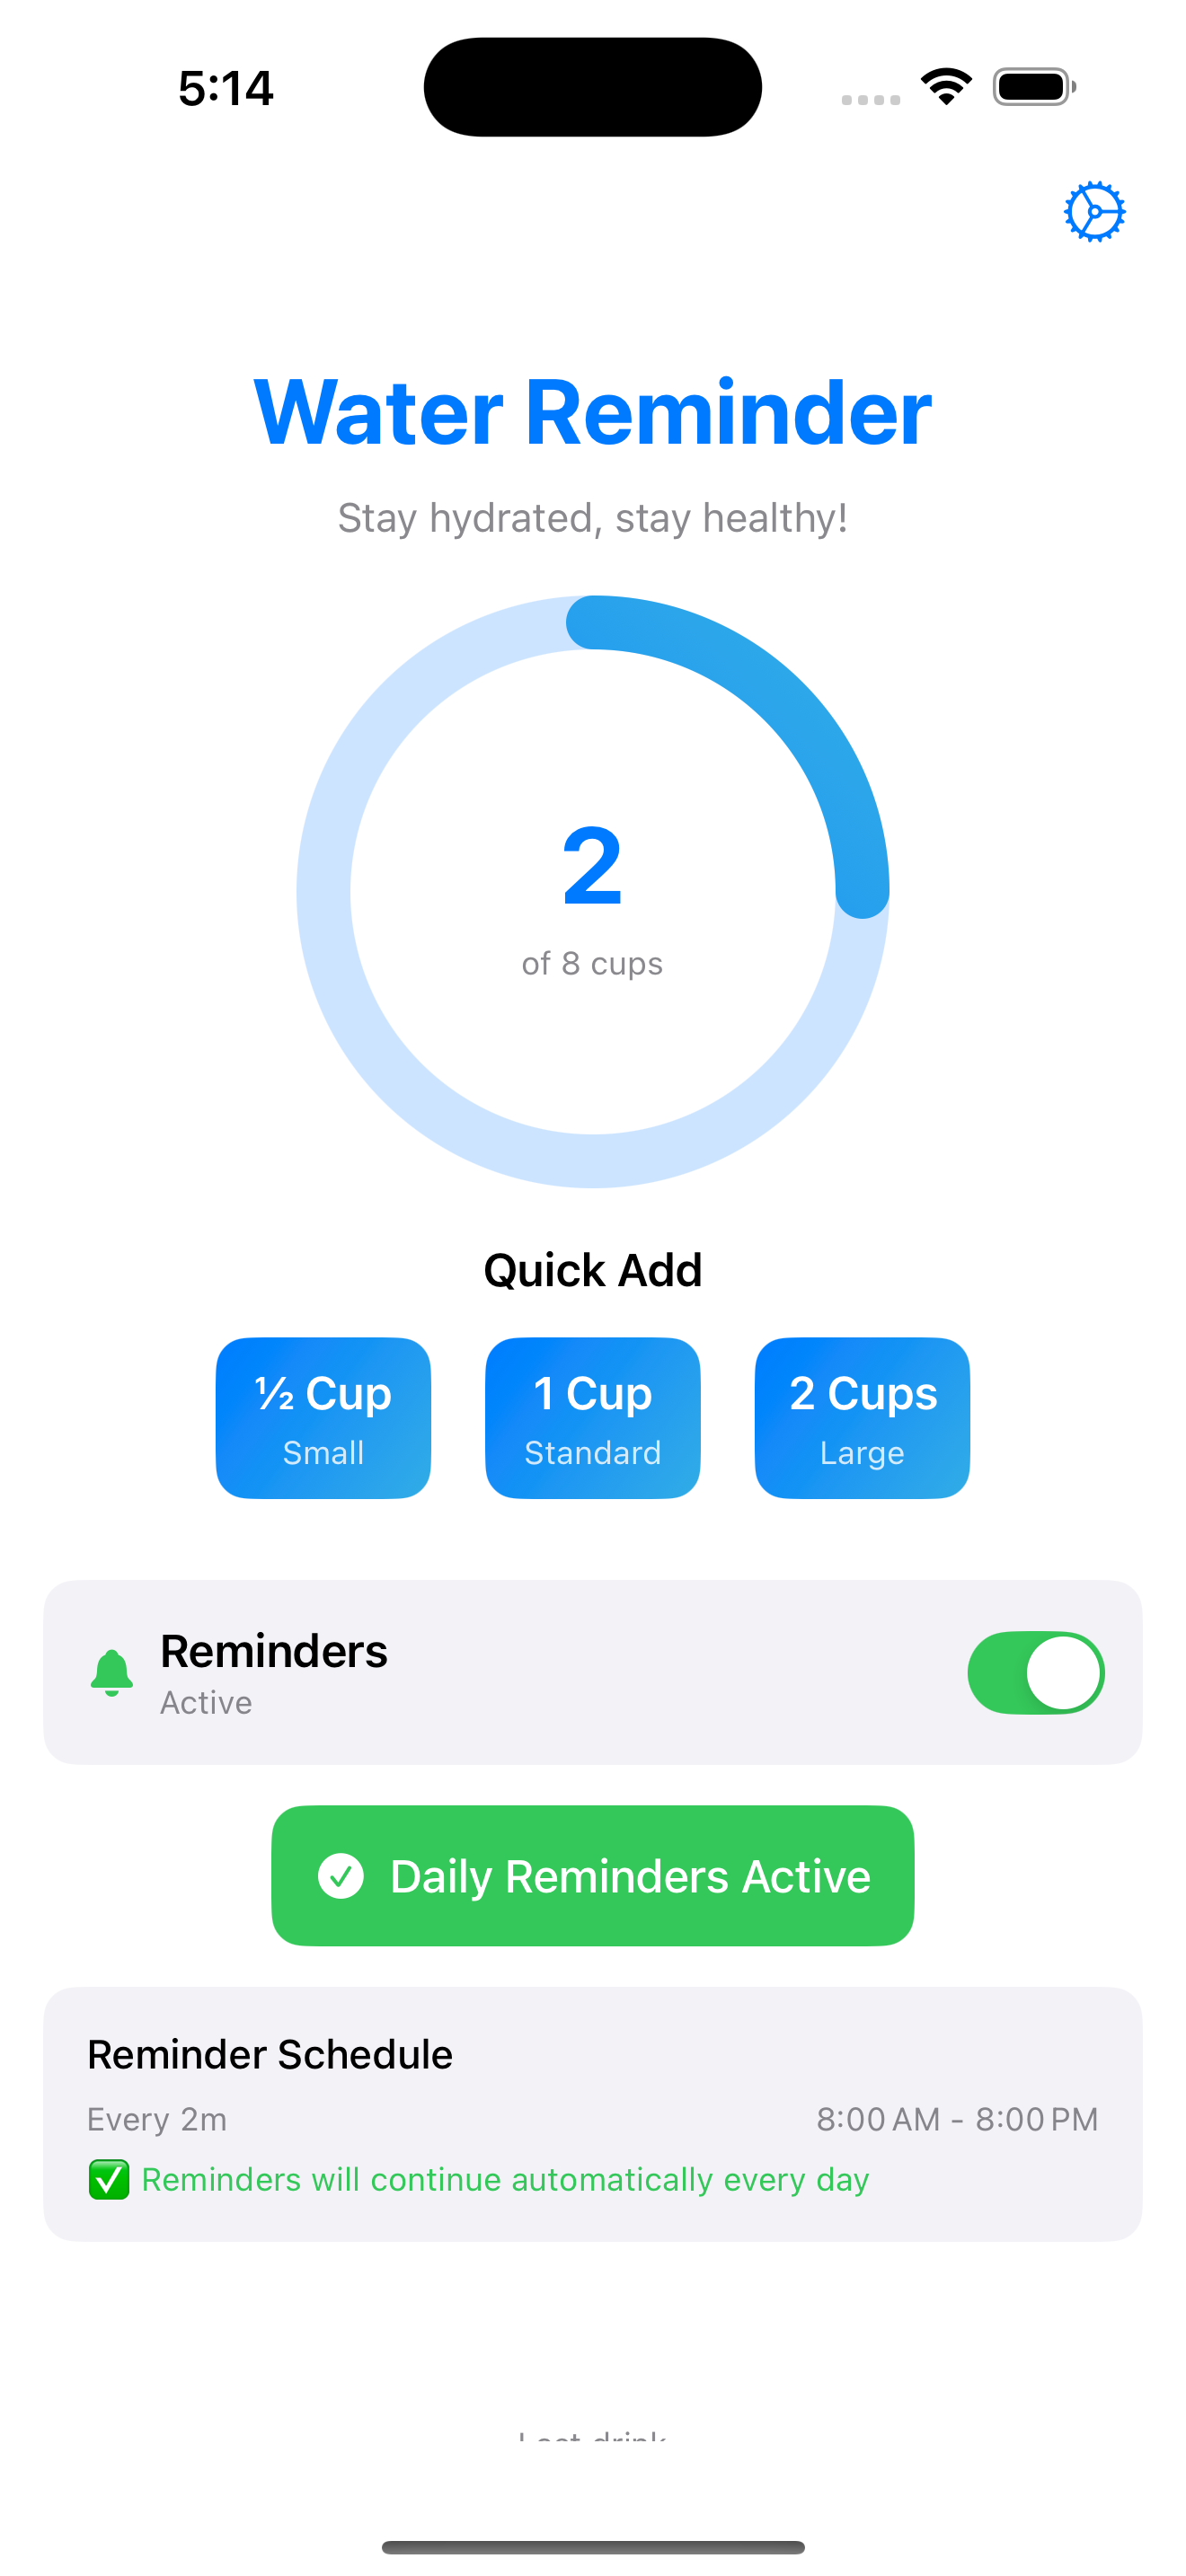 5:14
Water Reminder
Stay hydrated, stay healthy!
2
of 8 cups
Quick Add
½ Cup
Small
1 Cup
Standard
2 Cups
Large
Reminders
Active
Daily Reminders Active
Reminder Schedule
Every 2m
8:00 AM - 8:00 PM
✅ Reminders will continue automatically every day
Last drink